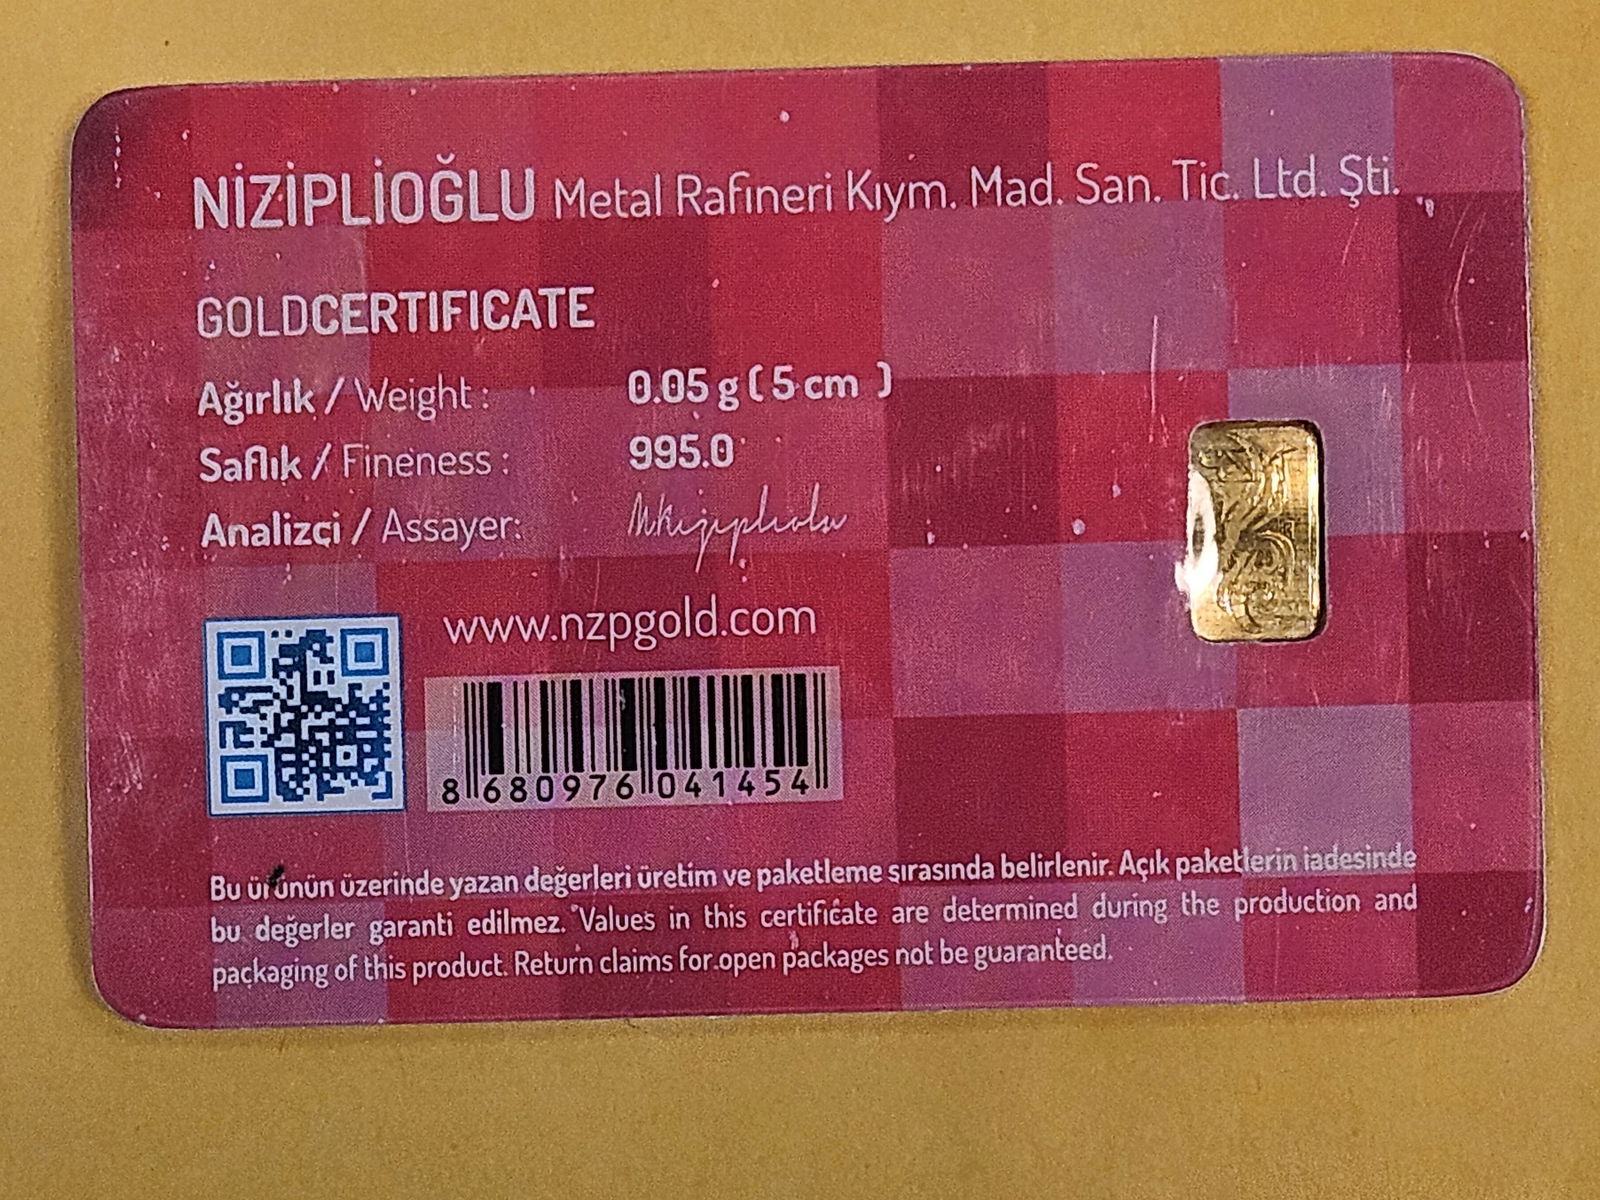 NİZİPLİOĞLU Metal Rafineri Kıym. Mad. San. Tic. Ltd. Şti.
GOLDCERTIFICATE
Ağırlık / Weight : 0.05 g ( 5 cm )
Saflık / Fineness : 995.0
Analizçi / Assayer:
www.nzpgold.com
8 680976 041454
Bu ürünün üzerinde yazan değerleri üretim ve paketleme sırasında belirlenir. Açık paketlerin iadesinde
bu değerler garanti edilmez. Values in this certificate are determined during the production and
packaging of this product. Return claims for open packages not be guaranteed.